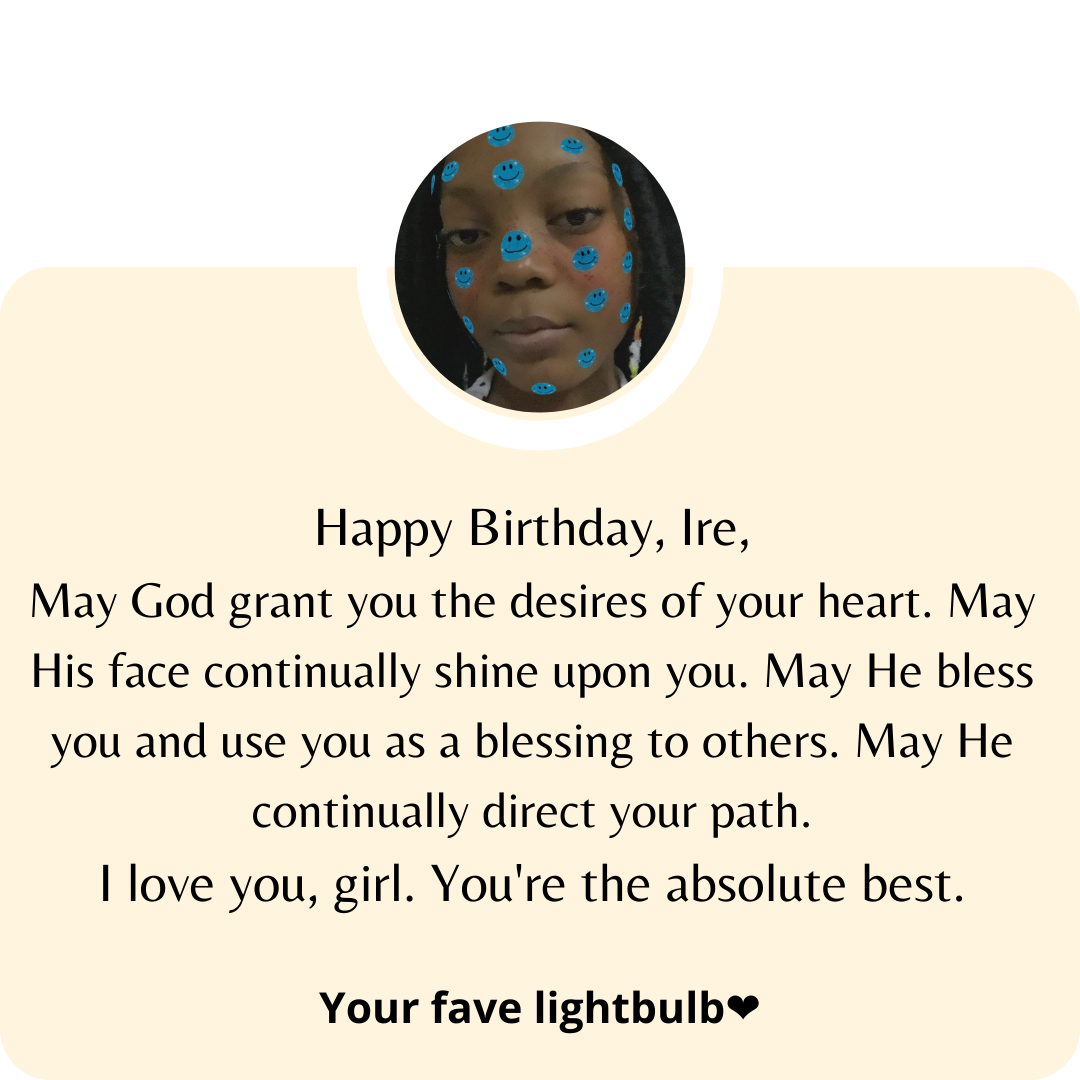 Happy Birthday, Ire,
May God grant you the desires of your heart. May
His face continually shine upon you. May He bless
you and use you as a blessing to others. May He
continually direct your path.
I love you, girl. You're the absolute best.
Your fave lightbulb❤